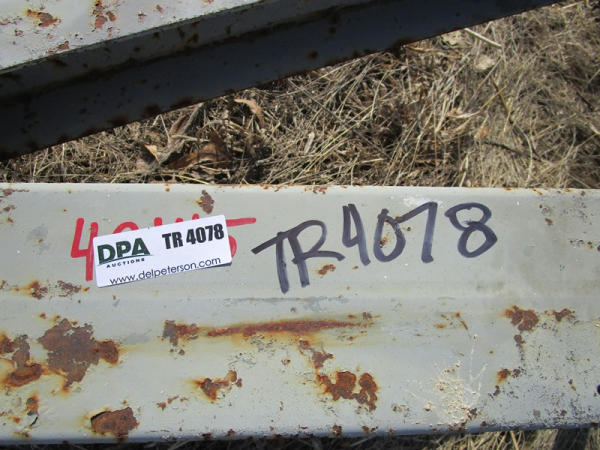 DPA
AUCTIONS
TR 4078
www.delpeterson.com
TR4078